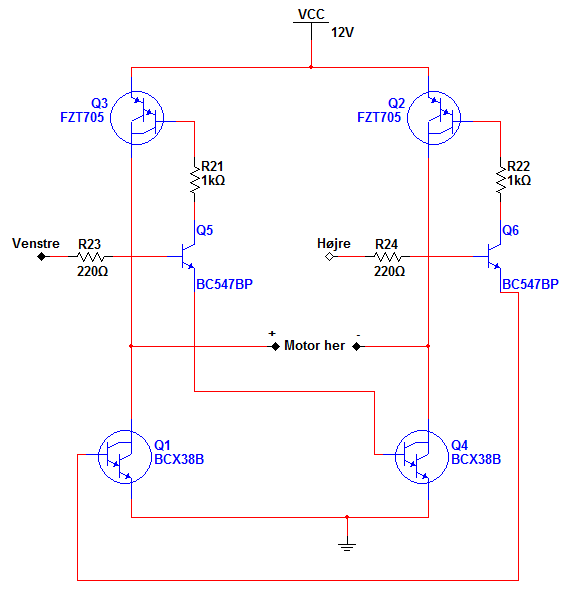 VCC
12V
Q3
FZT705
Q2
FZT705
R21
1kΩ
R22
1kΩ
Venstre
R23
220Ω
Q5
BC547BP
Højre
R24
220Ω
Q6
BC547BP
+ Motor her -
Q1
BCX38B
Q4
BCX38B